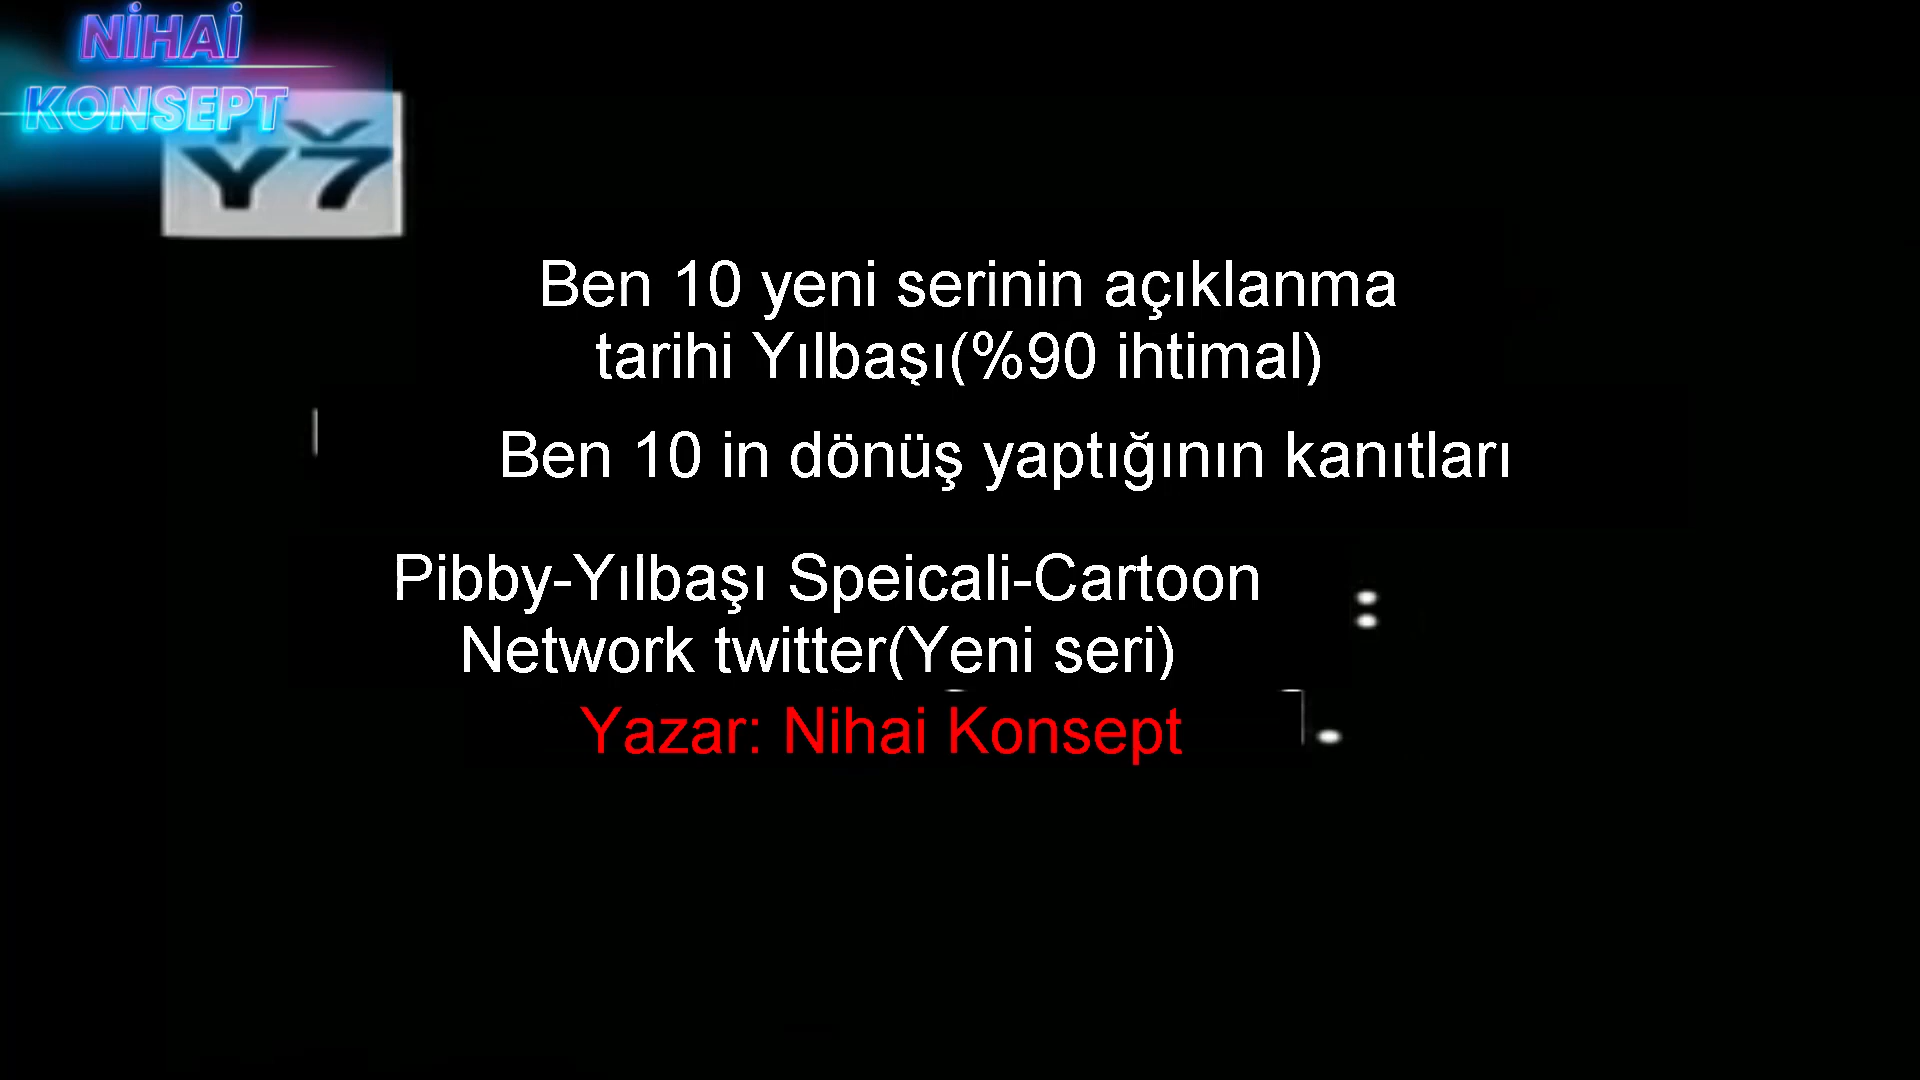 NİHAİ
KONSEPT
Y7
Ben 10 yeni serinin açıklanma
tarihi Yılbaşı(%90 ihtimal)
Ben 10 in dönüş yaptığının kanıtları
Pibby-Yılbaşı Speicali-Cartoon
Network twitter(Yeni seri)
Yazar: Nihai Konsept